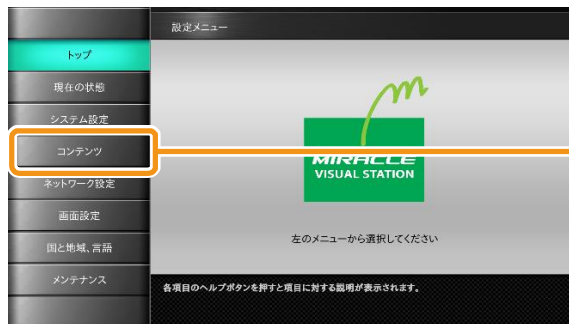 設定メニュー
トップ
現在の状態
システム設定
コンテンツ
ネットワーク設定
画面設定
国と地域、言語
メンテナンス
m
MIRACLE
VISUAL STATION
左のメニューから選択してください
各項目のヘルプボタンを押すと項目に対する説明が表示されます。